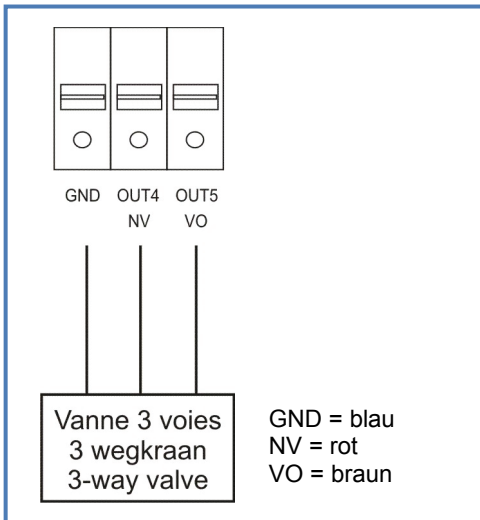 GND OUT4 OUT5
NV VO
Vanne 3 voies
3 wegkraan
3-way valve
GND = blau
NV = rot
VO = braun